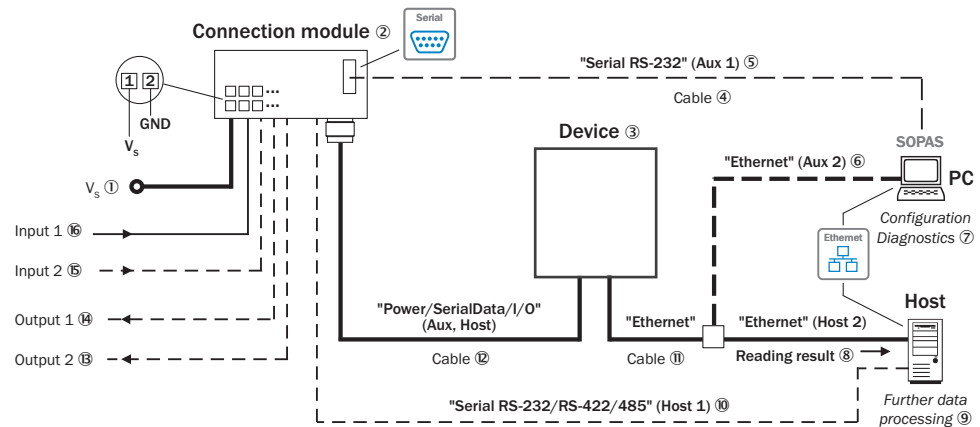 Serial
Connection module ②
"Serial RS-232" (Aux 1) ⑤
Cable ④
1 2
...
...
GND
Vs
Device ③
SOPAS
"Ethernet" (Aux 2) ⑥
PC
Vs ①
Configuration
Diagnostics ⑦
Input 1 ⑯
Ethernet
Input 2 ⑮
Host
"Power/SerialData/I/O"
(Aux, Host)
Output 1 ⑭
"Ethernet"
"Ethernet" (Host 2)
Output 2 ⑬
Cable ⑫
Cable ⑪
Reading result ⑧
"Serial RS-232/RS-422/485" (Host 1) ⑩
Further data
processing ⑨